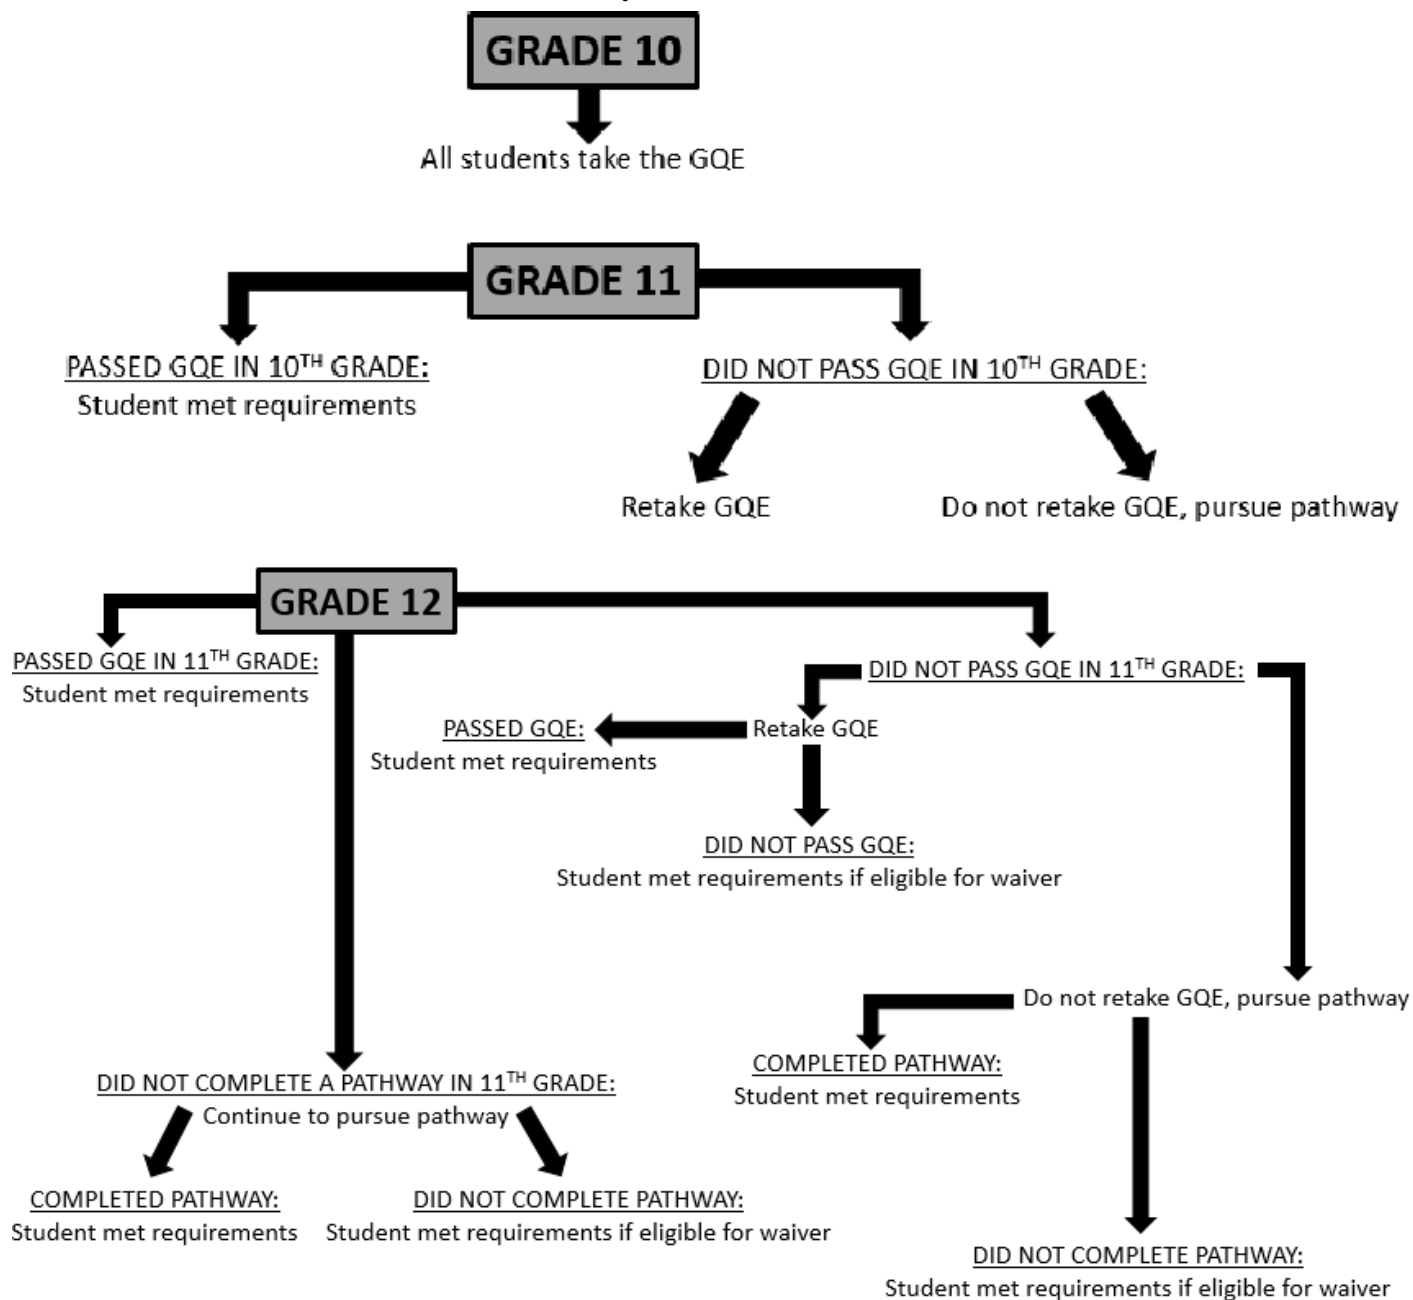 GRADE 10
All students take the GQE
GRADE 11
PASSED GQE IN 10TH GRADE:
Student met requirements
DID NOT PASS GQE IN 10TH GRADE:
Retake GQE
Do not retake GQE, pursue pathway
GRADE 12
PASSED GQE IN 11TH GRADE:
Student met requirements
DID NOT PASS GQE IN 11TH GRADE:
Retake GQE
PASSED GQE:
Student met requirements
DID NOT PASS GQE:
Student met requirements if eligible for waiver
Do not retake GQE, pursue pathway
COMPLETED PATHWAY:
Student met requirements
DID NOT COMPLETE PATHWAY:
Student met requirements if eligible for waiver
DID NOT COMPLETE A PATHWAY IN 11TH GRADE:
Continue to pursue pathway
COMPLETED PATHWAY:
Student met requirements
DID NOT COMPLETE PATHWAY:
Student met requirements if eligible for waiver